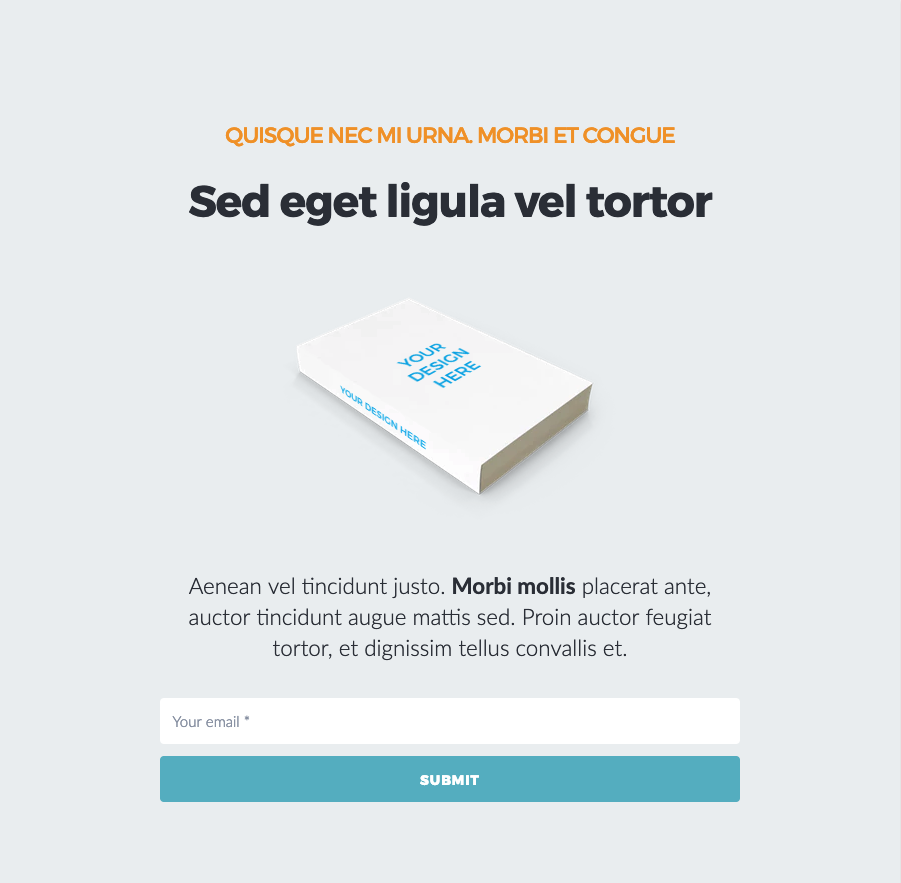 QUISQUE NEC MI URNA. MORBI ET CONGUE
Sed eget ligula vel tortor
YOUR
DESIGN
HERE
YOUR DESIGN HERE
Aenean vel tincidunt justo. Morbi mollis placerat ante,
auctor tincidunt augue mattis sed. Proin auctor feugiat
tortor, et dignissim tellus convallis et.
Your email *
SUBMIT